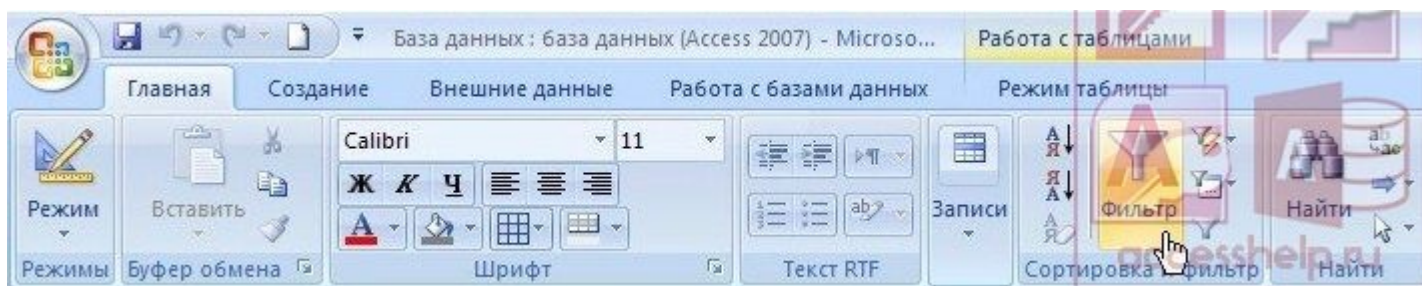 База данных : база данных (Access 2007) - Microso... Работа с таблицами
Главная Создание Внешние данные Работа с базами данных Режим таблицы
Calibri 11
Ж К Ч
Режим Вставить Записи Фильтр Найти
Режимы Буфер обмена Шрифт Текст RTF Сортировка и фильтр Найти
accesshelp.ru